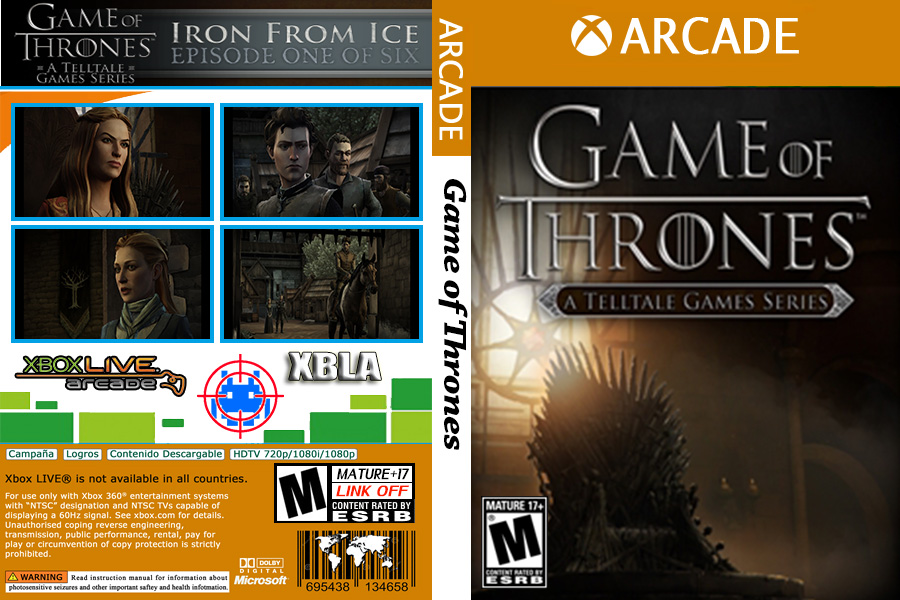 GAME OF
THRONES
A TELLTALE
GAMES SERIES
IRON FROM ICE
EPISODE ONE OF SIX
XBOX LIVE
arcade
XBLA
Campaña
Logros
Contenido Descargable
HDTV 720p/1080i/1080p
Xbox LIVE® is not available in all countries.
For use only with Xbox 360® entertainment systems
with “NTSC” designation and NTSC TVs capable of
displaying a 60Hz signal. See xbox.com for details.
Unauthorised coping reverse engineering,
transmission, public performance, rental, pay for
play or circumvention of copy protection is strictly
prohibited.
WARNING Read instruction manual for information about
photosensitive seizures and other important saftey and health infotmation.
M
MATURE+17
LINK OFF
CONTENT RATED BY
ESRB
DOLBY
DIGITAL
Microsoft
695438 134658
ARCADE
Game of Thrones
ARCADE
GAME OF
THRONES™
A TELLTALE GAMES SERIES
MATURE 17+
M®
CONTENT RATED BY
ESRB